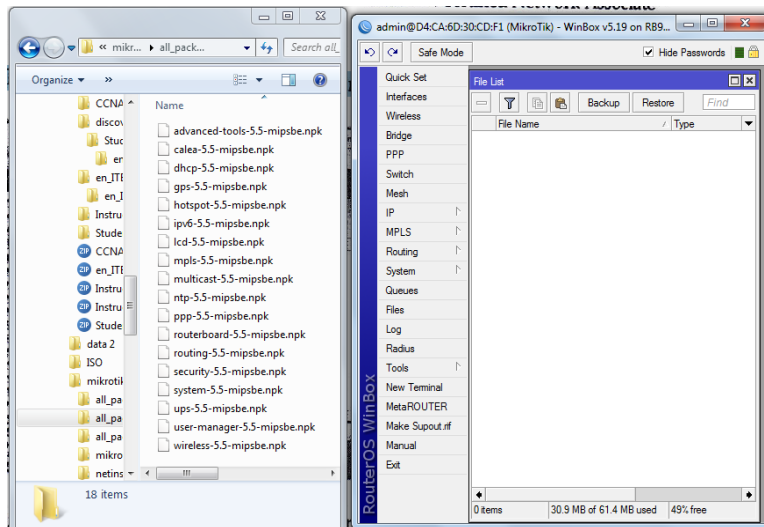 « mikr... ▸ all_pack...
Search all_
Organize ▾ »
CCNA
discov
Stuc
en
en_ITE
en_I
Instru
Stude
CCNA
en_ITE
Instru
Instru
Stude
data 2
ISO
mikrotik
all_pa
all_pa
all_pa
mikro
netins
Name
advanced-tools-5.5-mipsbe.npk
calea-5.5-mipsbe.npk
dhcp-5.5-mipsbe.npk
gps-5.5-mipsbe.npk
hotspot-5.5-mipsbe.npk
ipv6-5.5-mipsbe.npk
lcd-5.5-mipsbe.npk
mpls-5.5-mipsbe.npk
multicast-5.5-mipsbe.npk
ntp-5.5-mipsbe.npk
ppp-5.5-mipsbe.npk
routerboard-5.5-mipsbe.npk
routing-5.5-mipsbe.npk
security-5.5-mipsbe.npk
system-5.5-mipsbe.npk
ups-5.5-mipsbe.npk
user-manager-5.5-mipsbe.npk
wireless-5.5-mipsbe.npk
18 items
Network Associate
admin@D4:CA:6D:30:CD:F1 (MikroTik) - WinBox v5.19 on RB9...
Safe Mode
Hide Passwords
Quick Set
Interfaces
Wireless
Bridge
PPP
Switch
Mesh
IP
MPLS
Routing
System
Queues
Files
Log
Radius
Tools
New Terminal
MetaROUTER
Make Supout.rif
Manual
Exit
RouterOS WinBox
File List
Backup Restore Find
File Name / Type
0 items 30.9 MB of 61.4 MB used 49% free